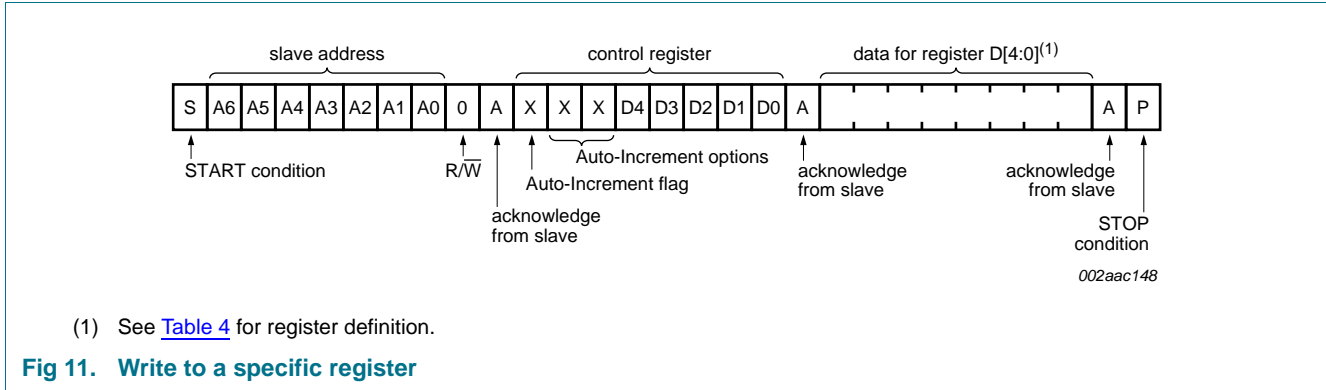 slave address
control register
data for register D[4:0](1)
S A6 A5 A4 A3 A2 A1 A0 0 A X X X D4 D3 D2 D1 D0 A A P
START condition
R/W̅
Auto-Increment options
Auto-Increment flag
acknowledge
from slave
acknowledge
from slave
acknowledge
from slave
STOP
condition
002aac148
(1) See Table 4 for register definition.
Fig 11. Write to a specific register